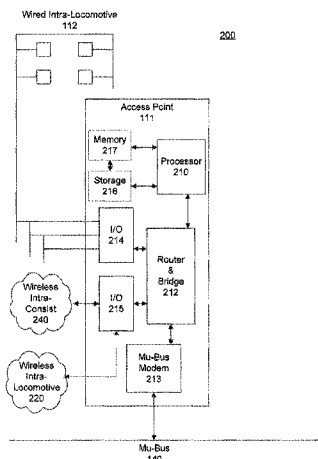 Wired Intra-Locomotive
112
200
Access Point
111
Memory
217
Processor
210
Storage
216
I/O
214
Router
&
Bridge
212
I/O
215
Wireless
Intra-
Consist
240
Mu-Bus
Modem
213
Wireless
Intra-
Locomotive
220
Mu-Bus
140